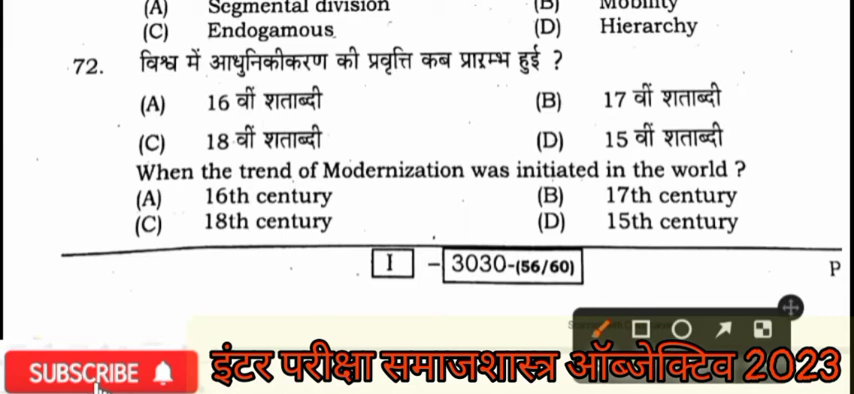 (A) Segmental division (B) Mobility
(C) Endogamous (D) Hierarchy
72. विश्व में आधुनिकीकरण की प्रवृत्ति कब प्रारम्भ हुई ?
(A) 16 वीं शताब्दी (B) 17 वीं शताब्दी
(C) 18 वीं शताब्दी (D) 15 वीं शताब्दी
When the trend of Modernization was initiated in the world ?
(A) 16th century (B) 17th century
(C) 18th century (D) 15th century
I – 3030-(56/60) P
SUBSCRIBE इंटर परीक्षा समाजशास्त्र ऑब्जेक्टिव 2023